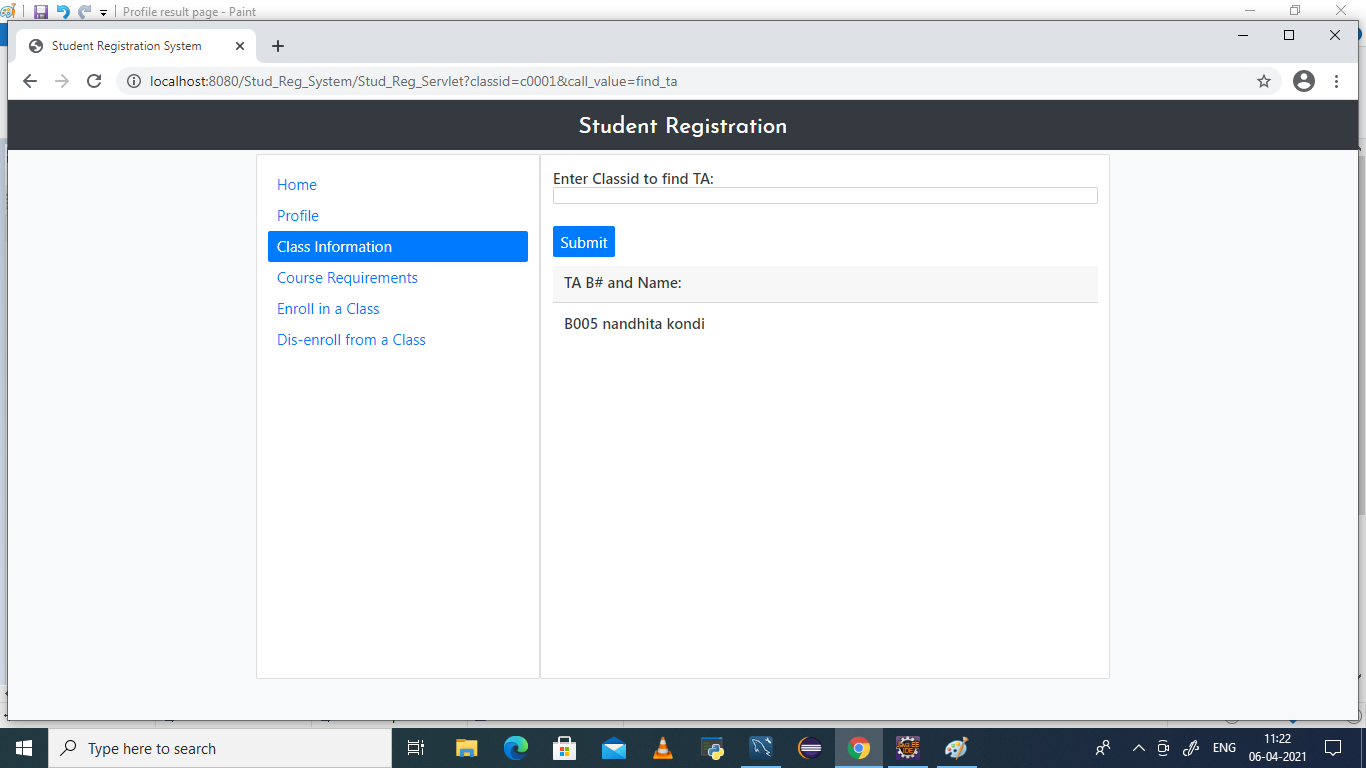 Profile result page - Paint
Student Registration System
localhost:8080/Stud_Reg_System/Stud_Reg_Servlet?classid=c0001&call_value=find_ta
Student Registration
Home
Profile
Class Information
Course Requirements
Enroll in a Class
Dis-enroll from a Class
Enter Classid to find TA:
Submit
TA B# and Name:
B005 nandhita kondi
Type here to search
ENG
11:22
06-04-2021